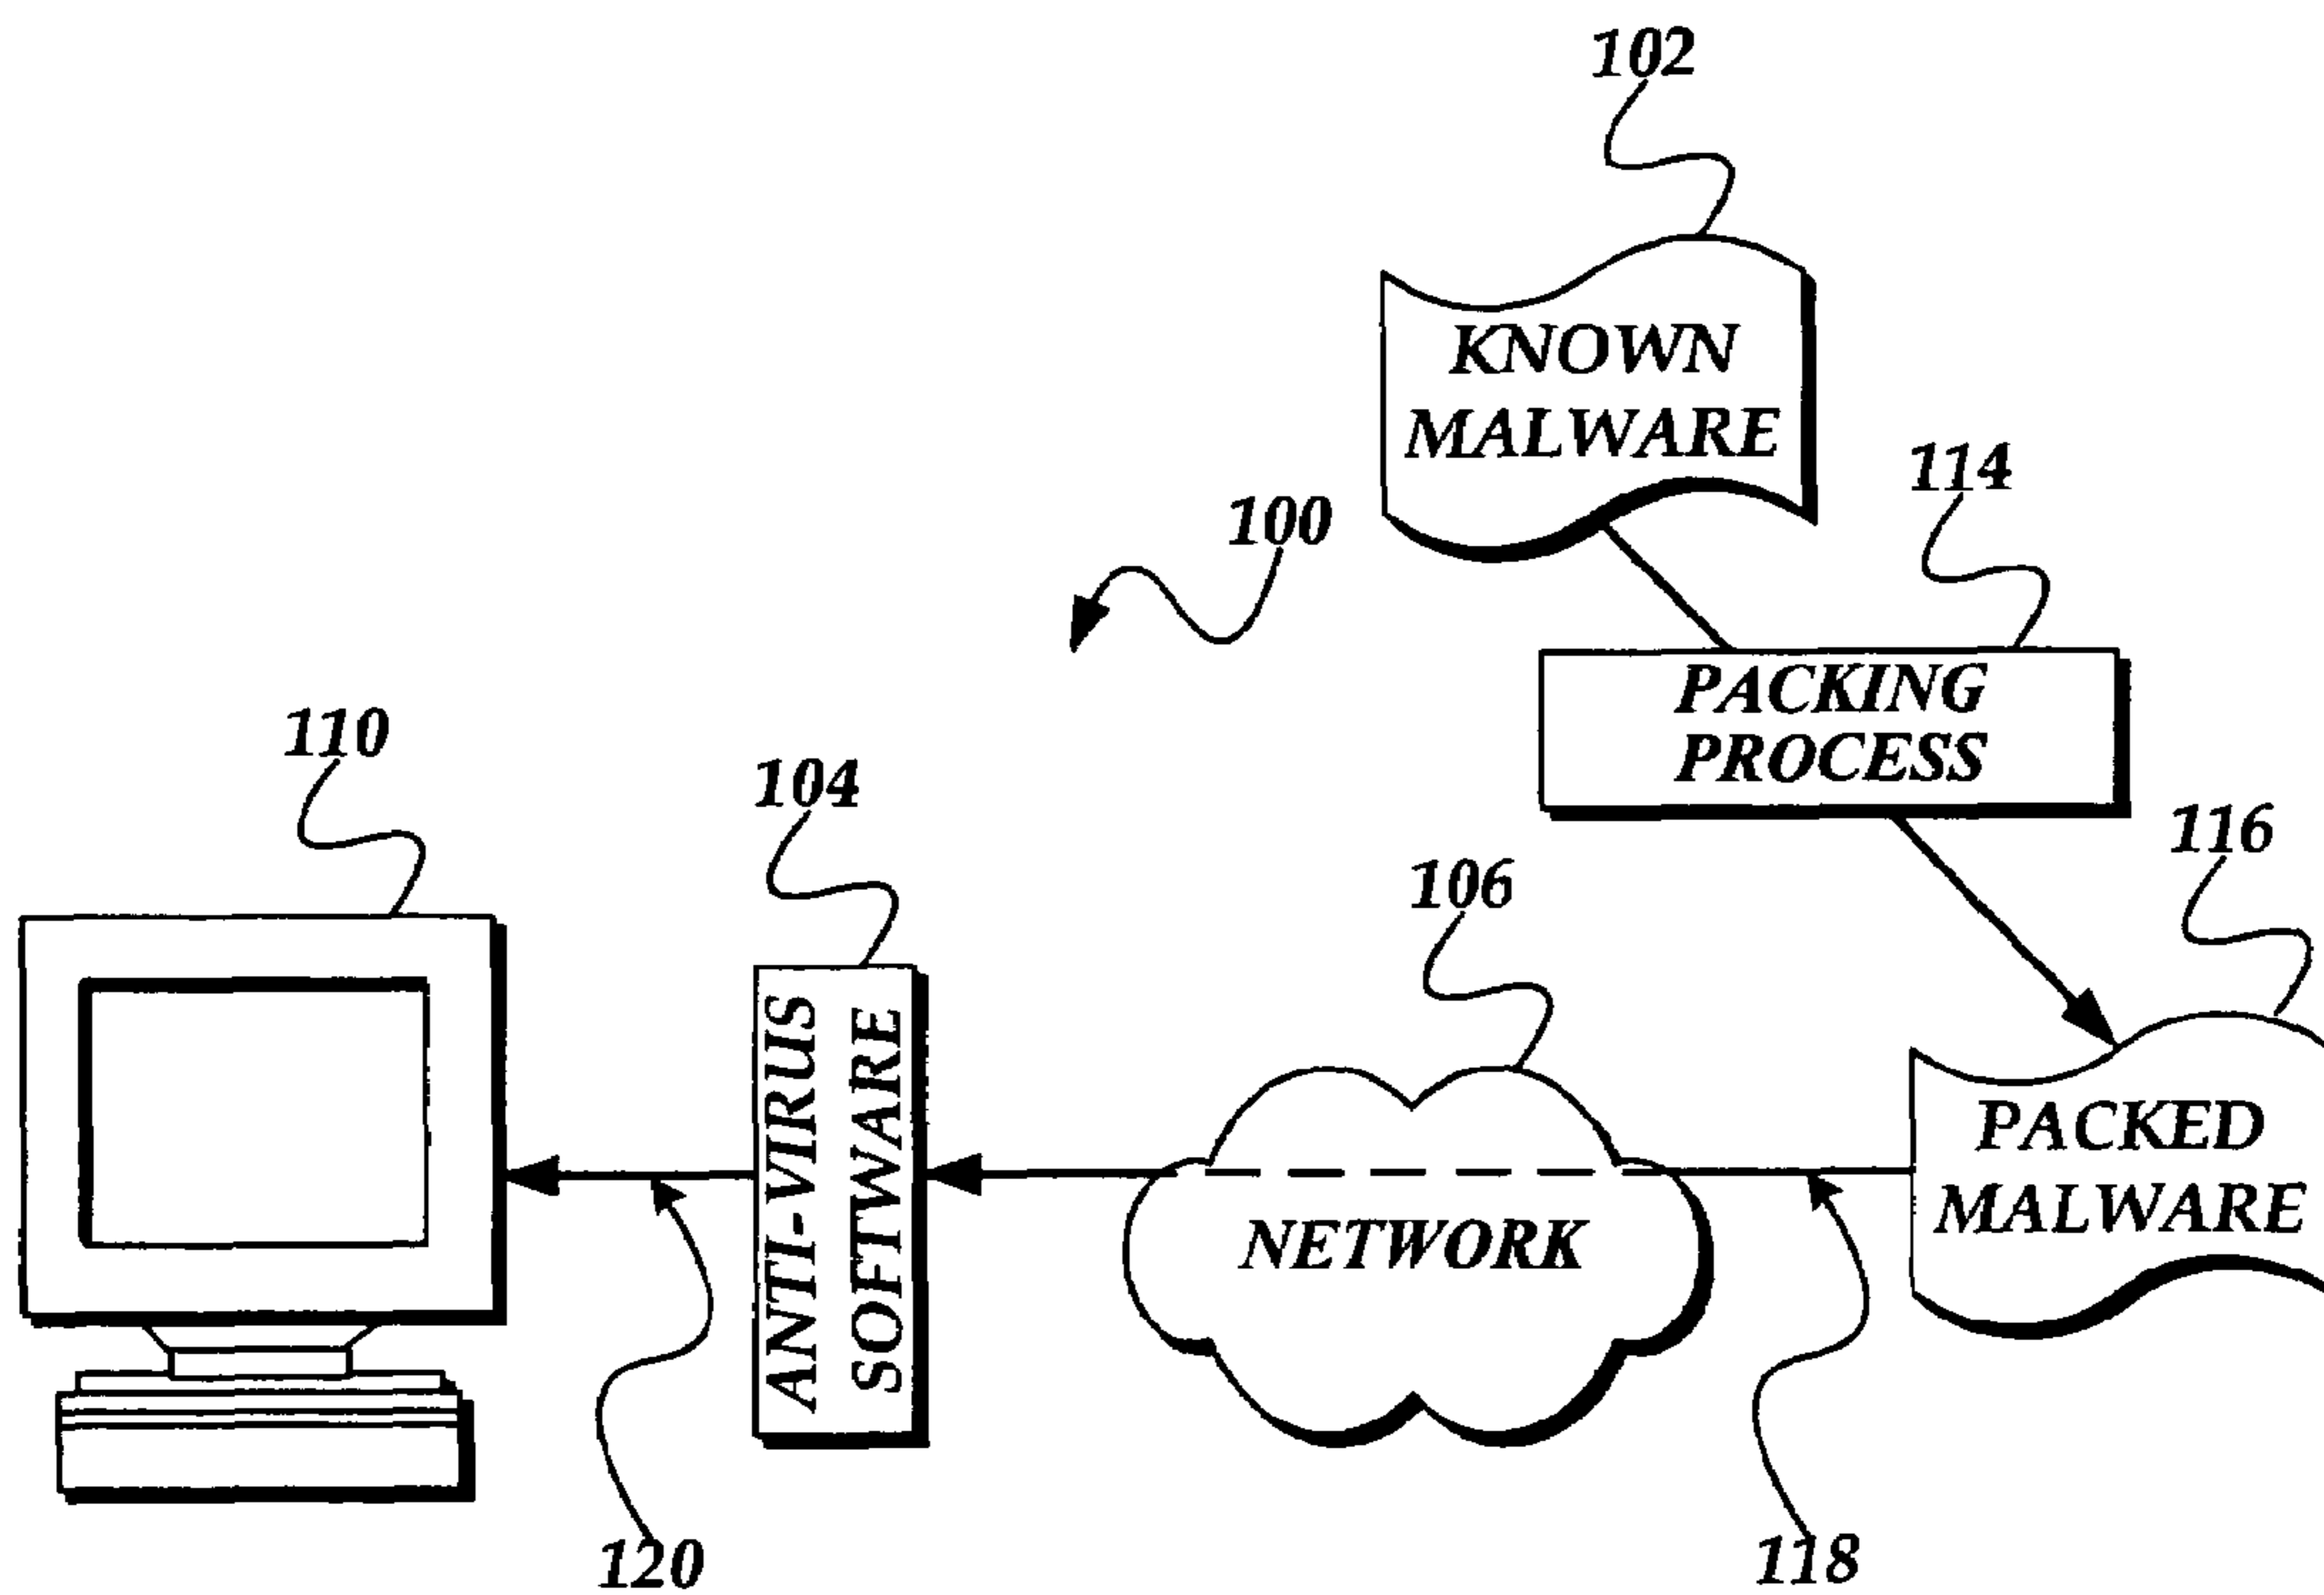 102
KNOWN
MALWARE
114
100
PACKING
PROCESS
110
104
116
106
ANTI-VIRUS
SOFTWARE
PACKED
MALWARE
NETWORK
120
118